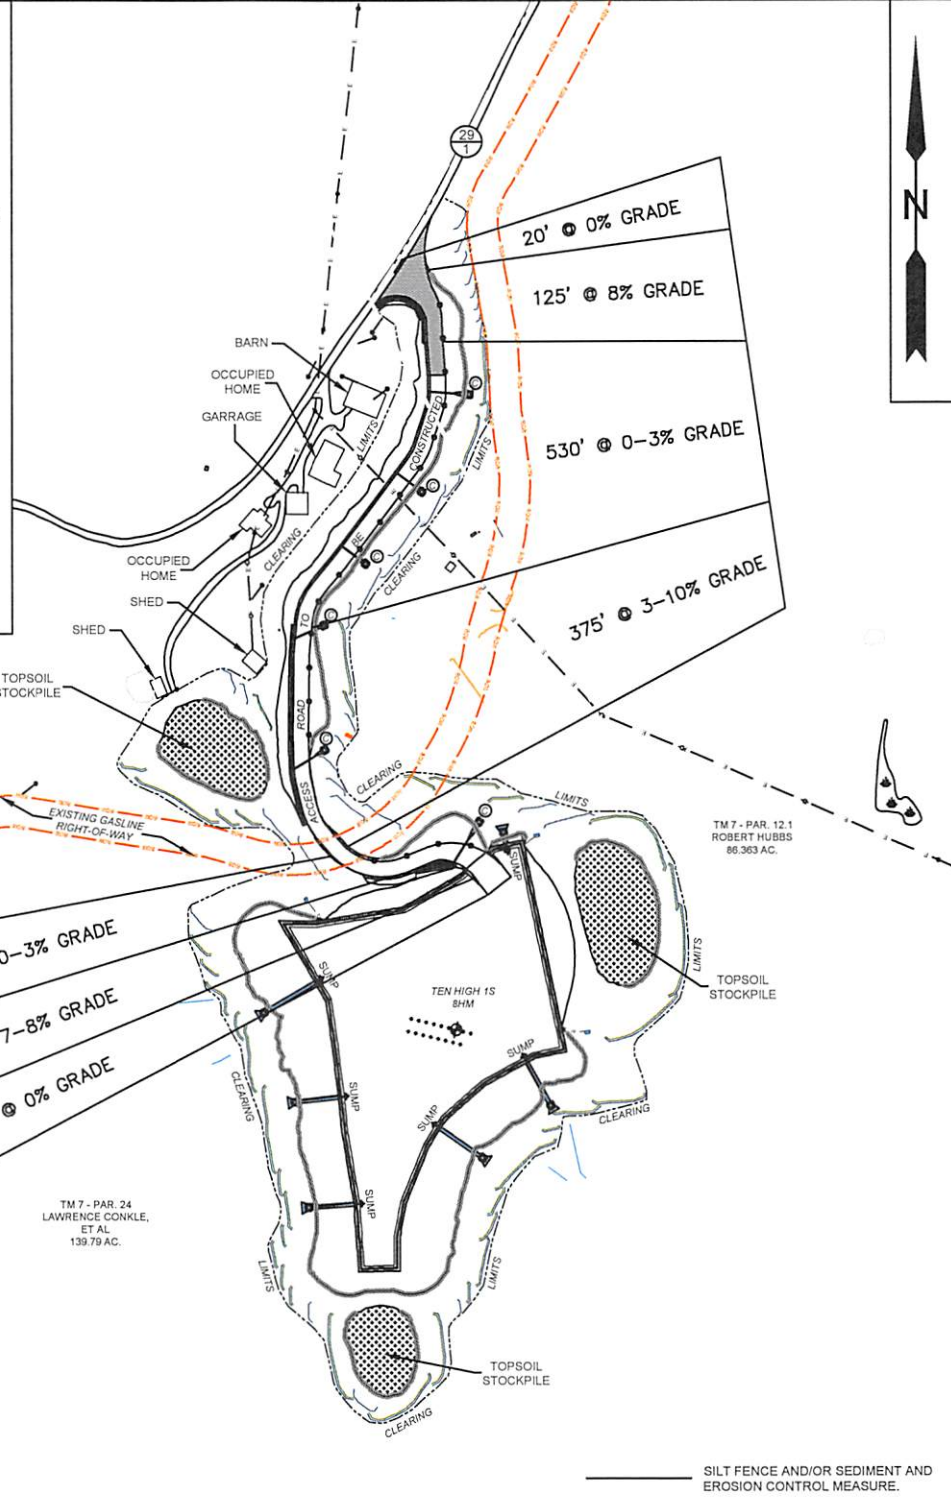 29
1
N
20' @ 0% GRADE
125' @ 8% GRADE
530' @ 0-3% GRADE
375' @ 3-10% GRADE
BARN
OCCUPIED
HOME
GARRAGE
LIMITS
CONSTRUCTED
LIMITS
BE
CLEARING
CLEARING
OCCUPIED
HOME
SHED
TO
SHED
TOPSOIL
STOCKPILE
ROAD
ACCESS
CLEARING
LIMITS
EXISTING GASLINE
RIGHT-OF-WAY
TM 7 - PAR. 12.1
ROBERT HUBBS
86.363 AC.
SUMP
0-3% GRADE
7-8% GRADE
@ 0% GRADE
SUMP
LIMITS
TOPSOIL
STOCKPILE
TEN HIGH 1S
8HM
SUMP
CLEARING
SUMP
SUMP
CLEARING
SUMP
TM 7 - PAR. 24
LAWRENCE CONKLE,
ET AL
139.79 AC.
LIMITS
LIMITS
TOPSOIL
STOCKPILE
CLEARING
SILT FENCE AND/OR SEDIMENT AND
EROSION CONTROL MEASURE.